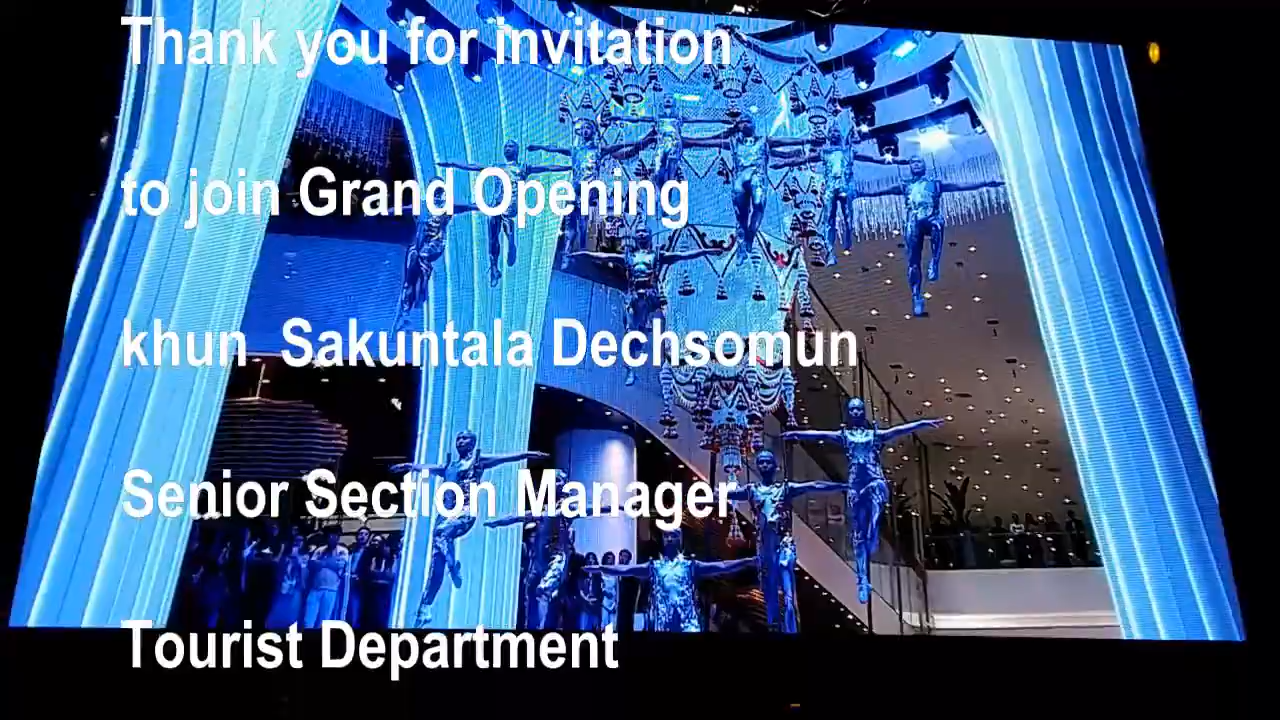 Thank you for invitation
to join Grand Opening
khun  Sakuntala Dechsomun
Senior Section Manager
Tourist Department